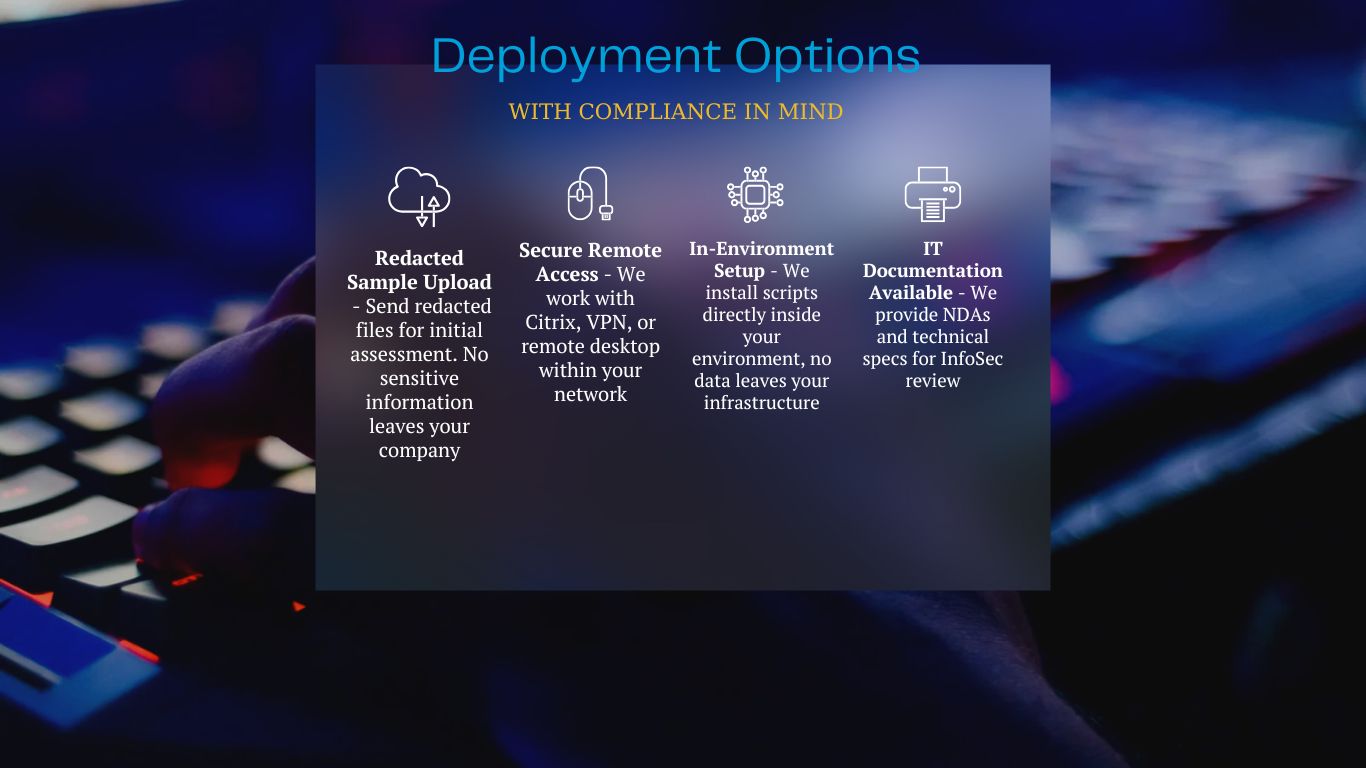 Deployment Options
WITH COMPLIANCE IN MIND
Redacted
Sample Upload
- Send redacted
files for initial
assessment. No
sensitive
information
leaves your
company
Secure Remote
Access - We
work with
Citrix, VPN, or
remote desktop
within your
network
In-Environment
Setup - We
install scripts
directly inside
your
environment, no
data leaves your
infrastructure
IT
Documentation
Available - We
provide NDAs
and technical
specs for InfoSec
review